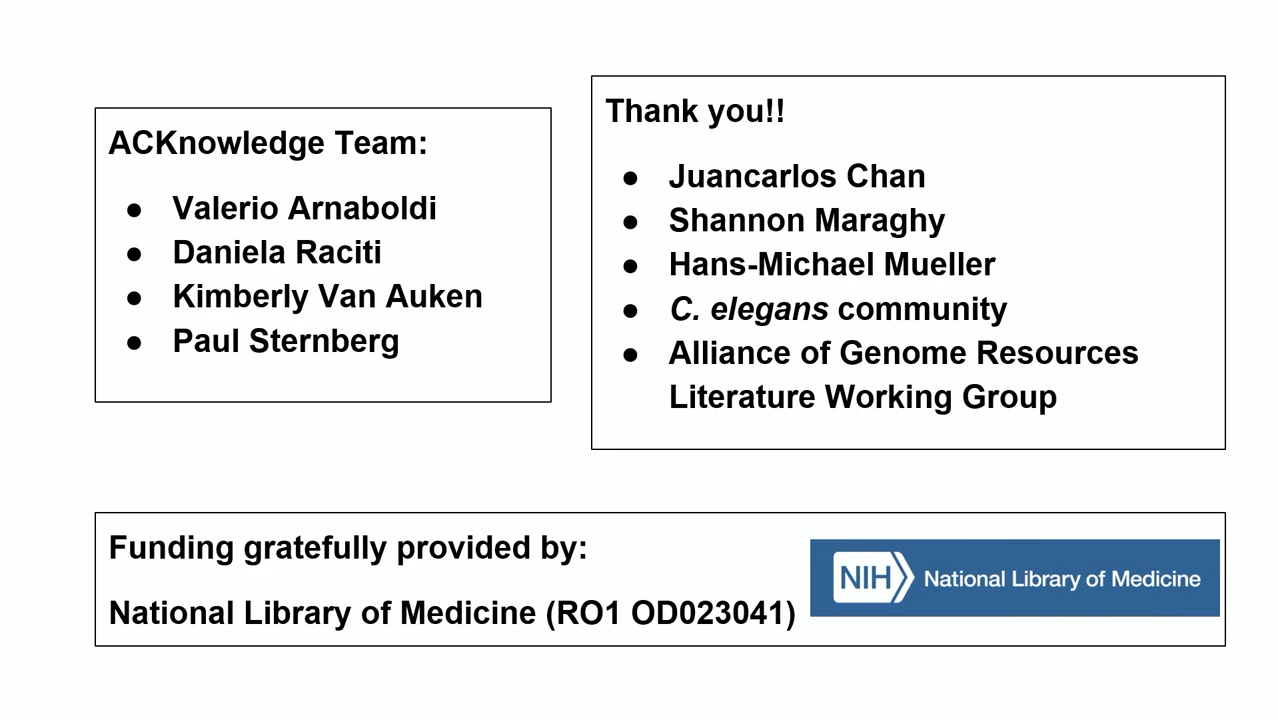 ACKnowledge Team:
● Valerio Arnaboldi
● Daniela Raciti
● Kimberly Van Auken
● Paul Sternberg
Thank you!!
● Juancarlos Chan
● Shannon Maraghy
● Hans-Michael Mueller
● C. elegans community
● Alliance of Genome Resources
Literature Working Group
Funding gratefully provided by:
National Library of Medicine (RO1 OD023041)
NIH National Library of Medicine